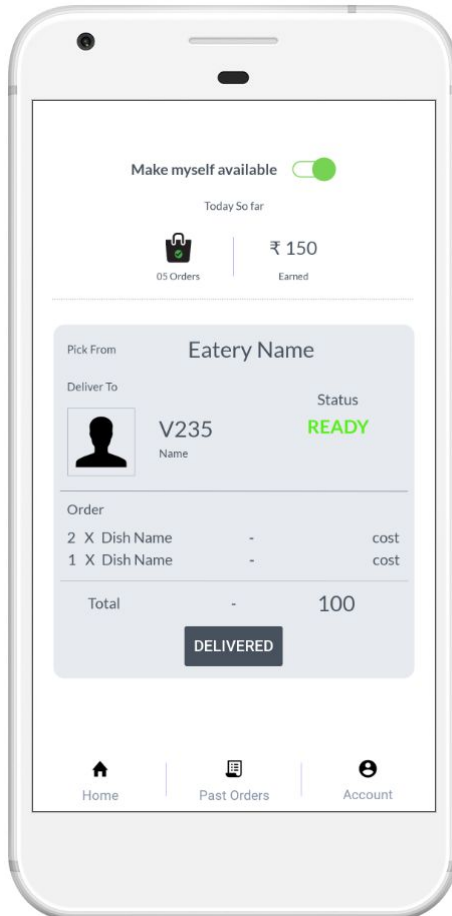 Make myself available
Today So far
₹ 150
05 Orders
Earned
Pick From
Eatery Name
Deliver To
Status
V235
READY
Name
Order
2 X Dish Name - cost
1 X Dish Name - cost
Total - 100
DELIVERED
Home
Past Orders
Account